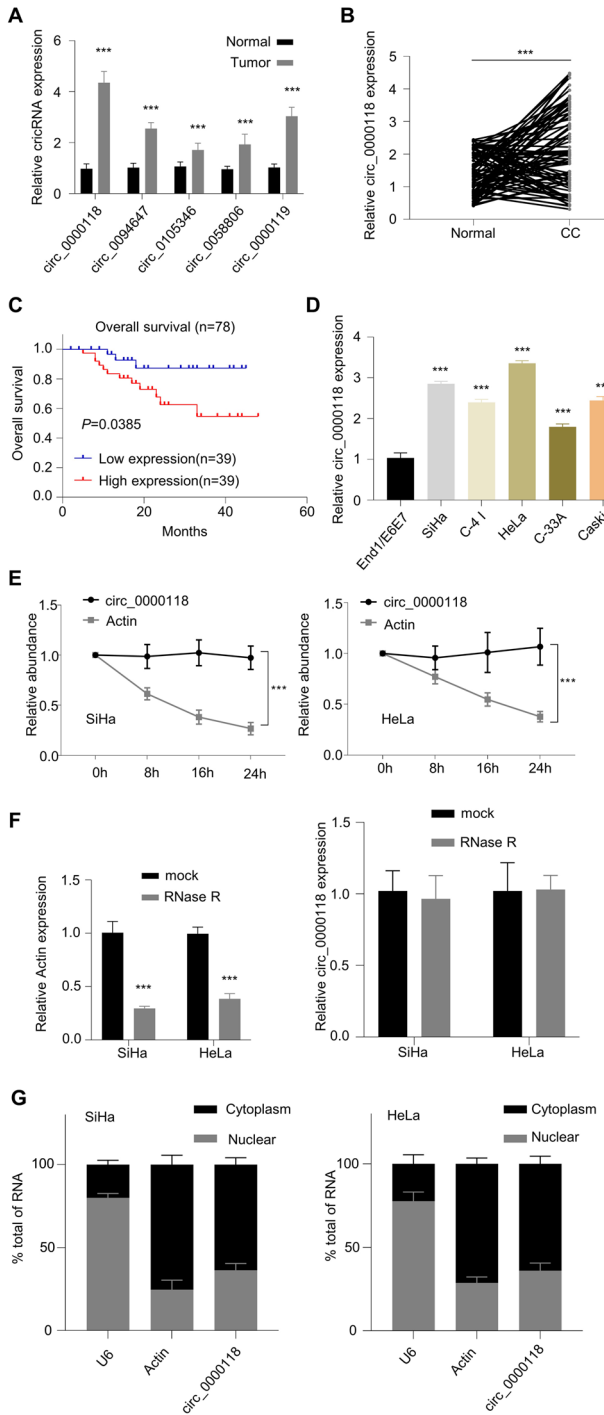 A
Relative cricRNA expression
6
4
2
0
Normal
Tumor
***
***
***
***
***
circ_0000118
circ_0094647
circ_0105346
circ_0058806
circ_0000119
B
Relative circ_0000118 expression
5
4
3
2
1
0
***
Normal
CC
C
Overall survival (n=78)
Overall survival
1.0
0.8
0.6
0.4
0.2
0.0
P=0.0385
Low expression(n=39)
High expression(n=39)
0
20
40
60
Months
D
Relative circ_0000118 expression
4
3
2
1
0
***
***
***
***
**
End1/E6E7
SiHa
C-4 I
HeLa
C-33A
Caski
E
Relative abundance
1.5
1.0
0.5
0.0
circ_0000118
Actin
***
SiHa
0h
8h
16h
24h
Relative abundance
1.5
1.0
0.5
0.0
circ_0000118
Actin
***
HeLa
0h
8h
16h
24h
F
Relative Actin expression
1.5
1.0
0.5
0.0
mock
RNase R
***
***
SiHa
HeLa
Relative circ_0000118 expression
1.5
1.0
0.5
0.0
mock
RNase R
SiHa
HeLa
G
SiHa
Cytoplasm
Nuclear
% total of RNA
100
50
0
U6
Actin
circ_0000118
HeLa
Cytoplasm
Nuclear
% total of RNA
100
50
0
U6
Actin
circ_0000118